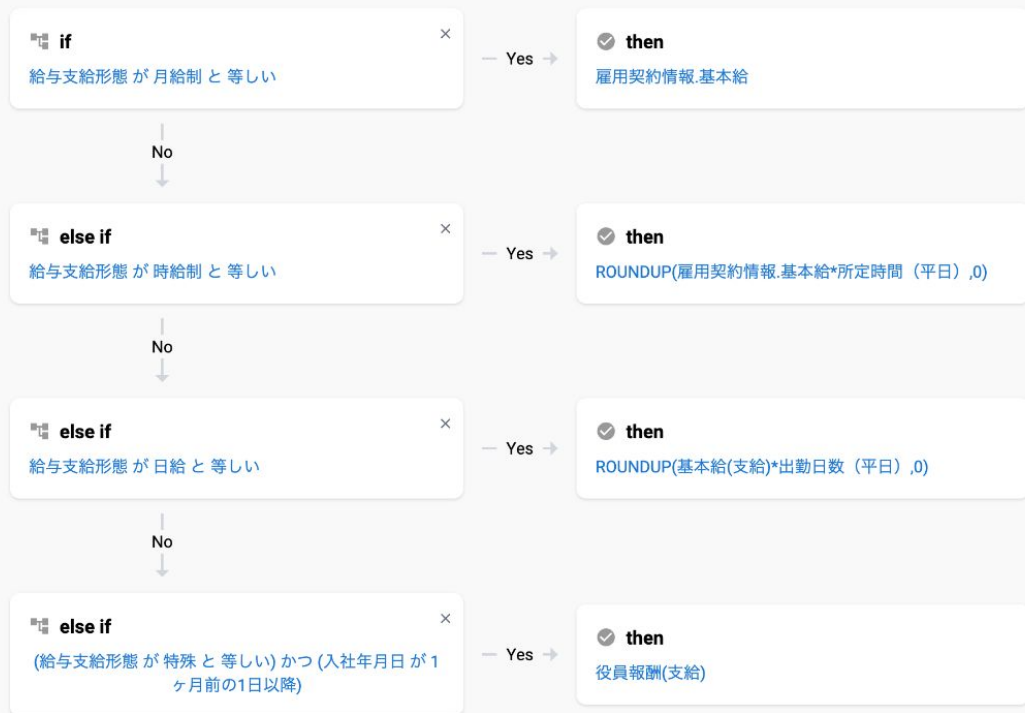 if
給与支給形態 が 月給制 と 等しい
Yes
then
雇用契約情報.基本給
No
else if
給与支給形態 が 時給制 と 等しい
Yes
then
ROUNDUP(雇用契約情報.基本給*所定時間（平日）,0)
No
else if
給与支給形態 が 日給 と 等しい
Yes
then
ROUNDUP(基本給(支給)*出勤日数（平日）,0)
No
else if
(給与支給形態 が 特殊 と 等しい) かつ (入社年月日 が 1
ヶ月前の1日以降)
Yes
then
役員報酬(支給)